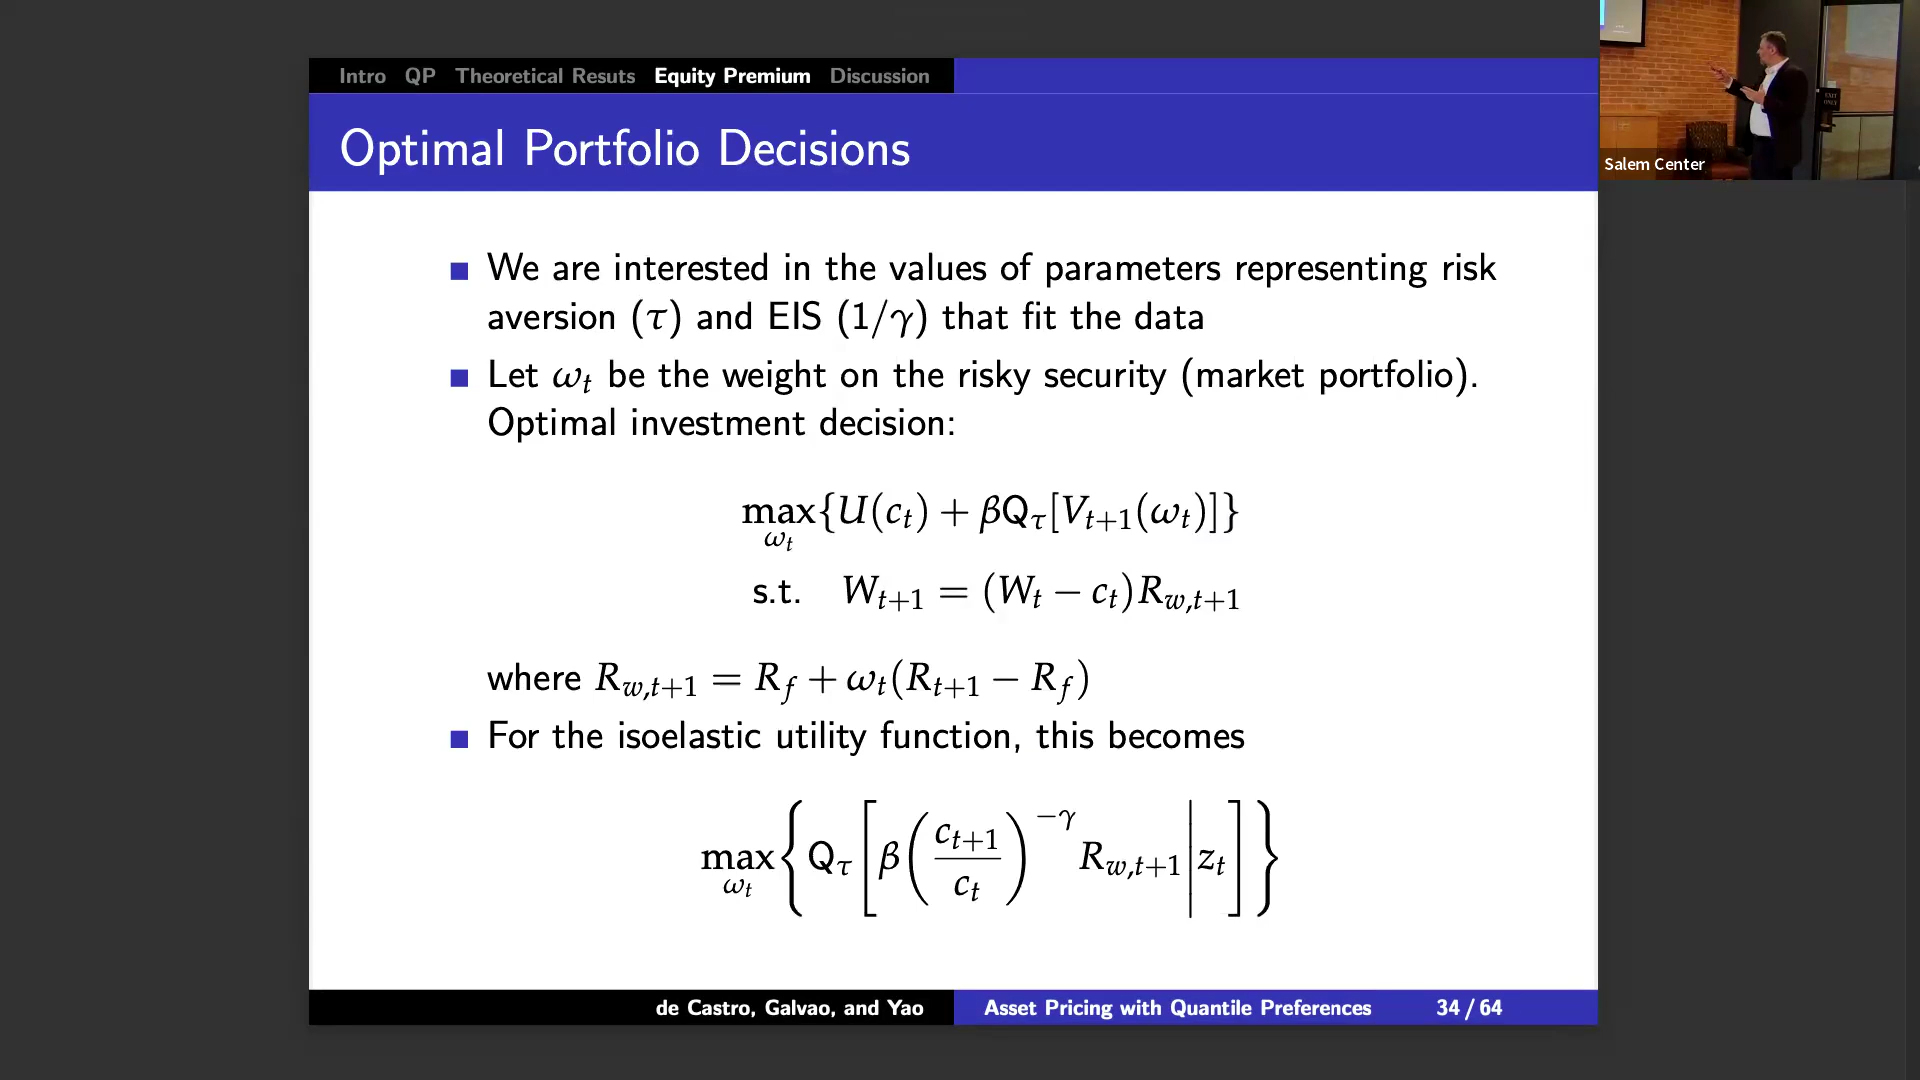 Intro QP Theoretical Resuts Equity Premium Discussion
Optimal Portfolio Decisions
We are interested in the values of parameters representing risk
aversion (τ) and EIS (1/γ) that fit the data
Let ω_t be the weight on the risky security (market portfolio).
Optimal investment decision:
max_{ω_t}{U(c_t) + βQ_τ[V_{t+1}(ω_t)]}
s.t. W_{t+1} = (W_t − c_t)R_{w,t+1}
where R_{w,t+1} = R_f + ω_t(R_{t+1} − R_f)
For the isoelastic utility function, this becomes
max_{ω_t}{Q_τ[β(c_{t+1}/c_t)^{−γ} R_{w,t+1}|z_t]}
de Castro, Galvao, and Yao Asset Pricing with Quantile Preferences 34 / 64
Salem Center
EXIT
ONLY